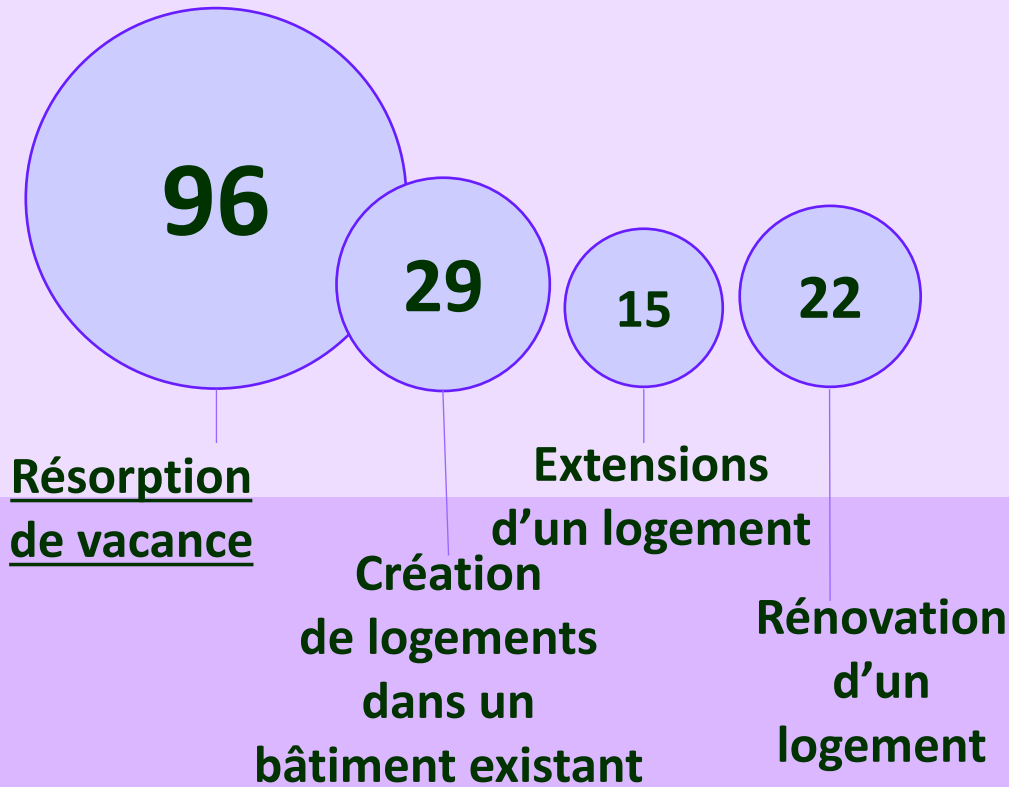 96
29
15
22
Résorption
de vacance
Création
de logements
dans un
bâtiment existant
Extensions
d’un logement
Rénovation
d’un
logement